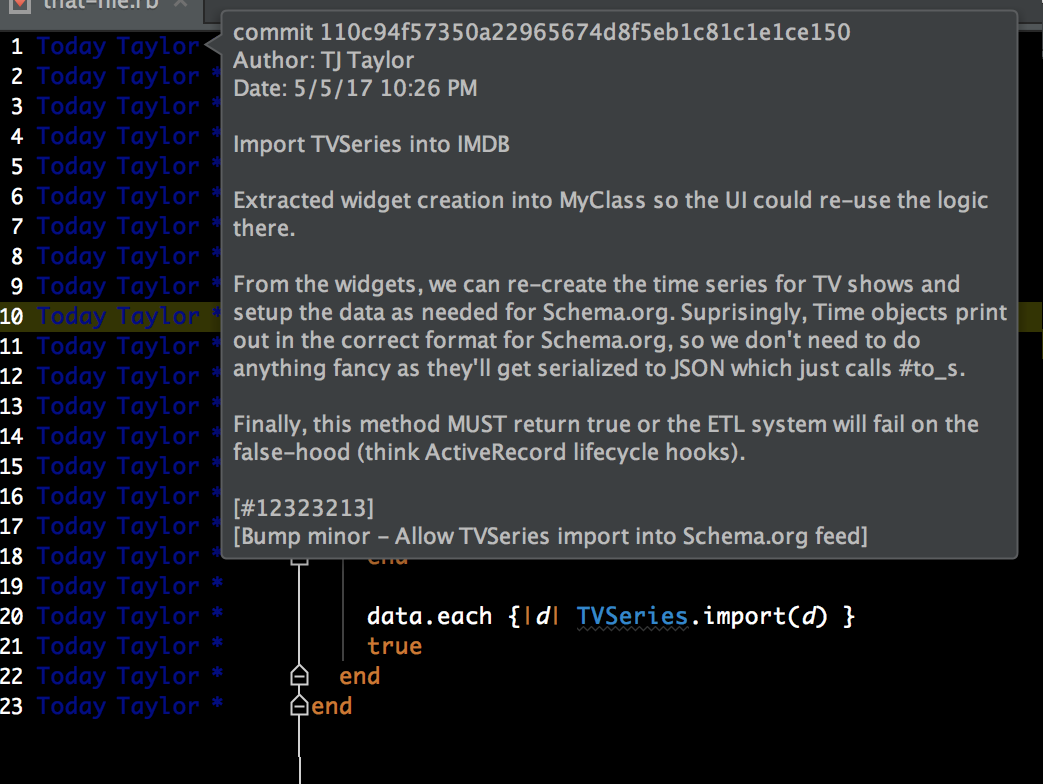 that-file.rb
commit 110c94f57350a22965674d8f5eb1c81c1e1ce150
Author: TJ Taylor
Date: 5/5/17 10:26 PM
Import TVSeries into IMDB
Extracted widget creation into MyClass so the UI could re-use the logic
there.
From the widgets, we can re-create the time series for TV shows and
setup the data as needed for Schema.org. Suprisingly, Time objects print
out in the correct format for Schema.org, so we don't need to do
anything fancy as they'll get serialized to JSON which just calls #to_s.
Finally, this method MUST return true or the ETL system will fail on the
false-hood (think ActiveRecord lifecycle hooks).
[#12323213]
[Bump minor - Allow TVSeries import into Schema.org feed]
1 Today Taylor
2 Today Taylor *
3 Today Taylor *
4 Today Taylor *
5 Today Taylor *
6 Today Taylor *
7 Today Taylor *
8 Today Taylor *
9 Today Taylor *
10 Today Taylor *
11 Today Taylor *
12 Today Taylor *
13 Today Taylor *
14 Today Taylor *
15 Today Taylor *
16 Today Taylor *
17 Today Taylor *
18 Today Taylor * end
19 Today Taylor *
20 Today Taylor * data.each {|d| TVSeries.import(d) }
21 Today Taylor * true
22 Today Taylor * end
23 Today Taylor * end